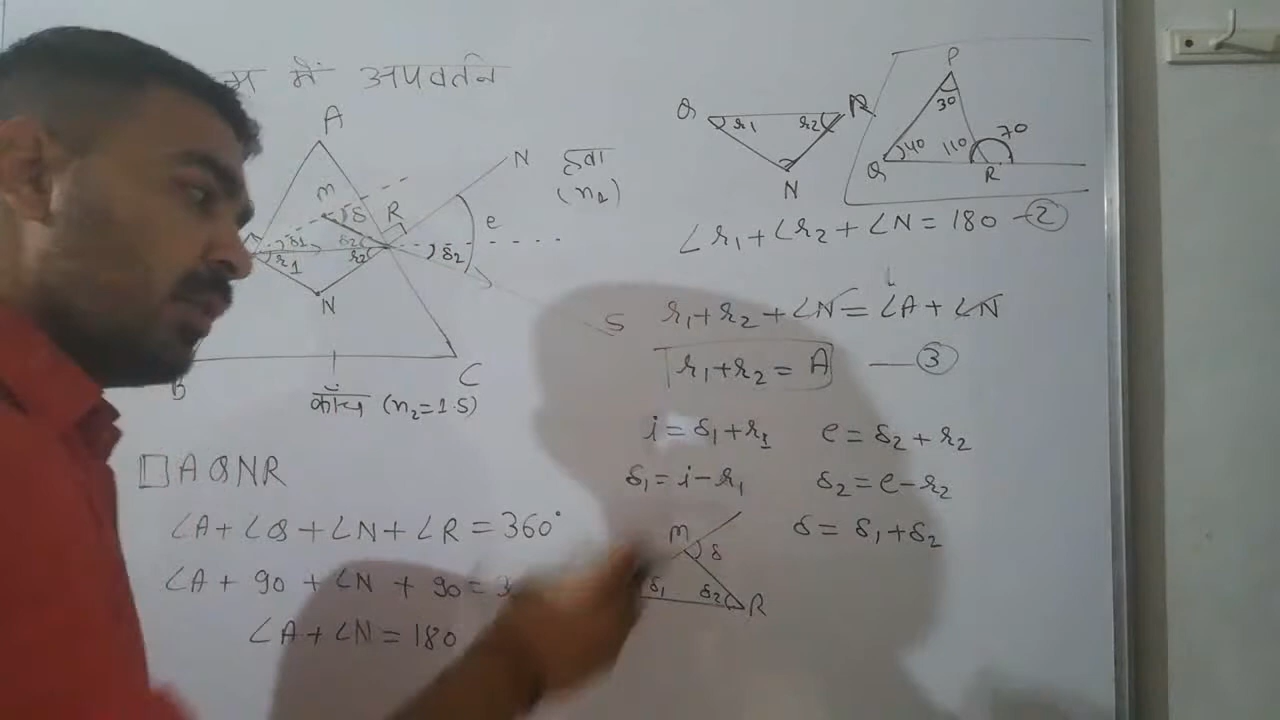 में अपवर्तन
A
m
δ
R
N
हवा
e
δ1
δ2
r1
r2
δ2
N
S
B
C
काँच (n2=1.5)
□AQNR
∠A+∠Q+∠N+∠R=360°
∠A+90+∠N+90=3
∠A+∠N=180
Q
r1
r2
R
N
P
30
40
110
70
Q
R
∠r1+∠r2+∠N=180-②
r1+r2+∠N=∠A+∠N
r1+r2=A —③
i=δ1+r1 e=δ2+r2
δ1=i-r1 δ2=e-r2
m
δ
δ=δ1+δ2
δ1
δ2
R